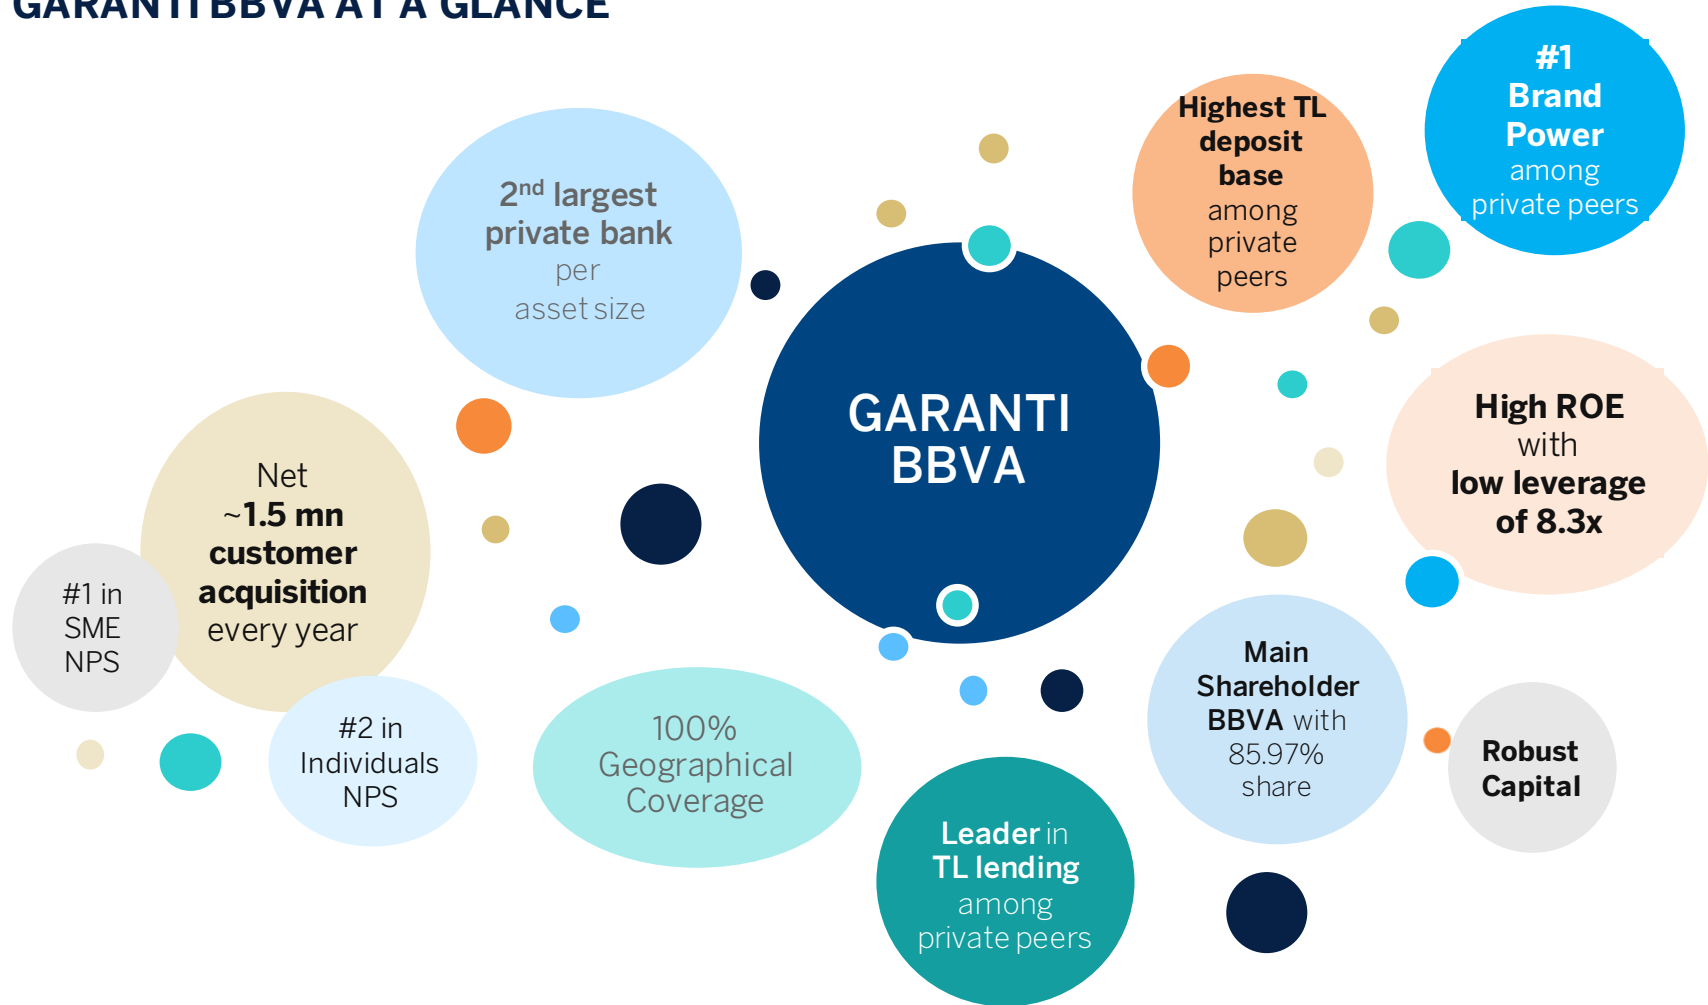 GARANTI BBVA AT A GLANCE
#1
Brand
Power
among
private peers
Highest TL
deposit
base
among
private
peers
2nd largest
private bank
per
asset size
GARANTI
BBVA
High ROE
with
low leverage
of 8.3x
Net
~1.5 mn
customer
acquisition
every year
#1 in
SME
NPS
#2 in
Individuals
NPS
100%
Geographical
Coverage
Main
Shareholder
BBVA with
85.97%
share
Robust
Capital
Leader in
TL lending
among
private peers